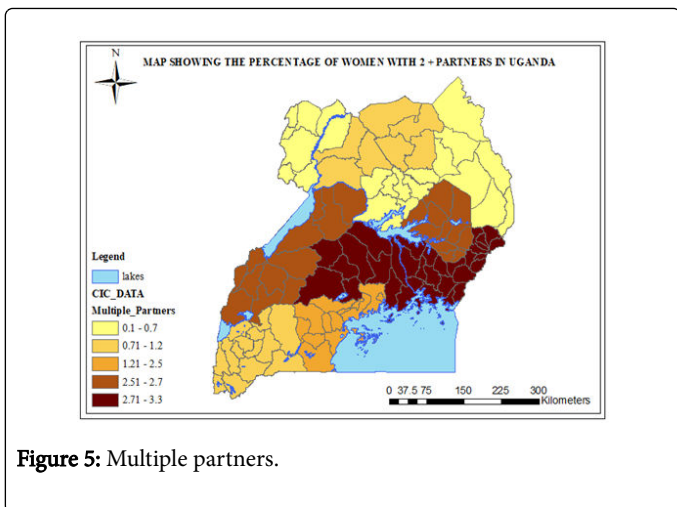 N
MAP SHOWING THE PERCENTAGE OF WOMEN WITH 2 + PARTNERS IN UGANDA
Legend
lakes
CIC_DATA
Multiple_Partners
0.1 - 0.7
0.71 - 1.2
1.21 - 2.5
2.51 - 2.7
2.71 - 3.3
0 37.5 75 150 225 300
Kilometers
Figure 5: Multiple partners.